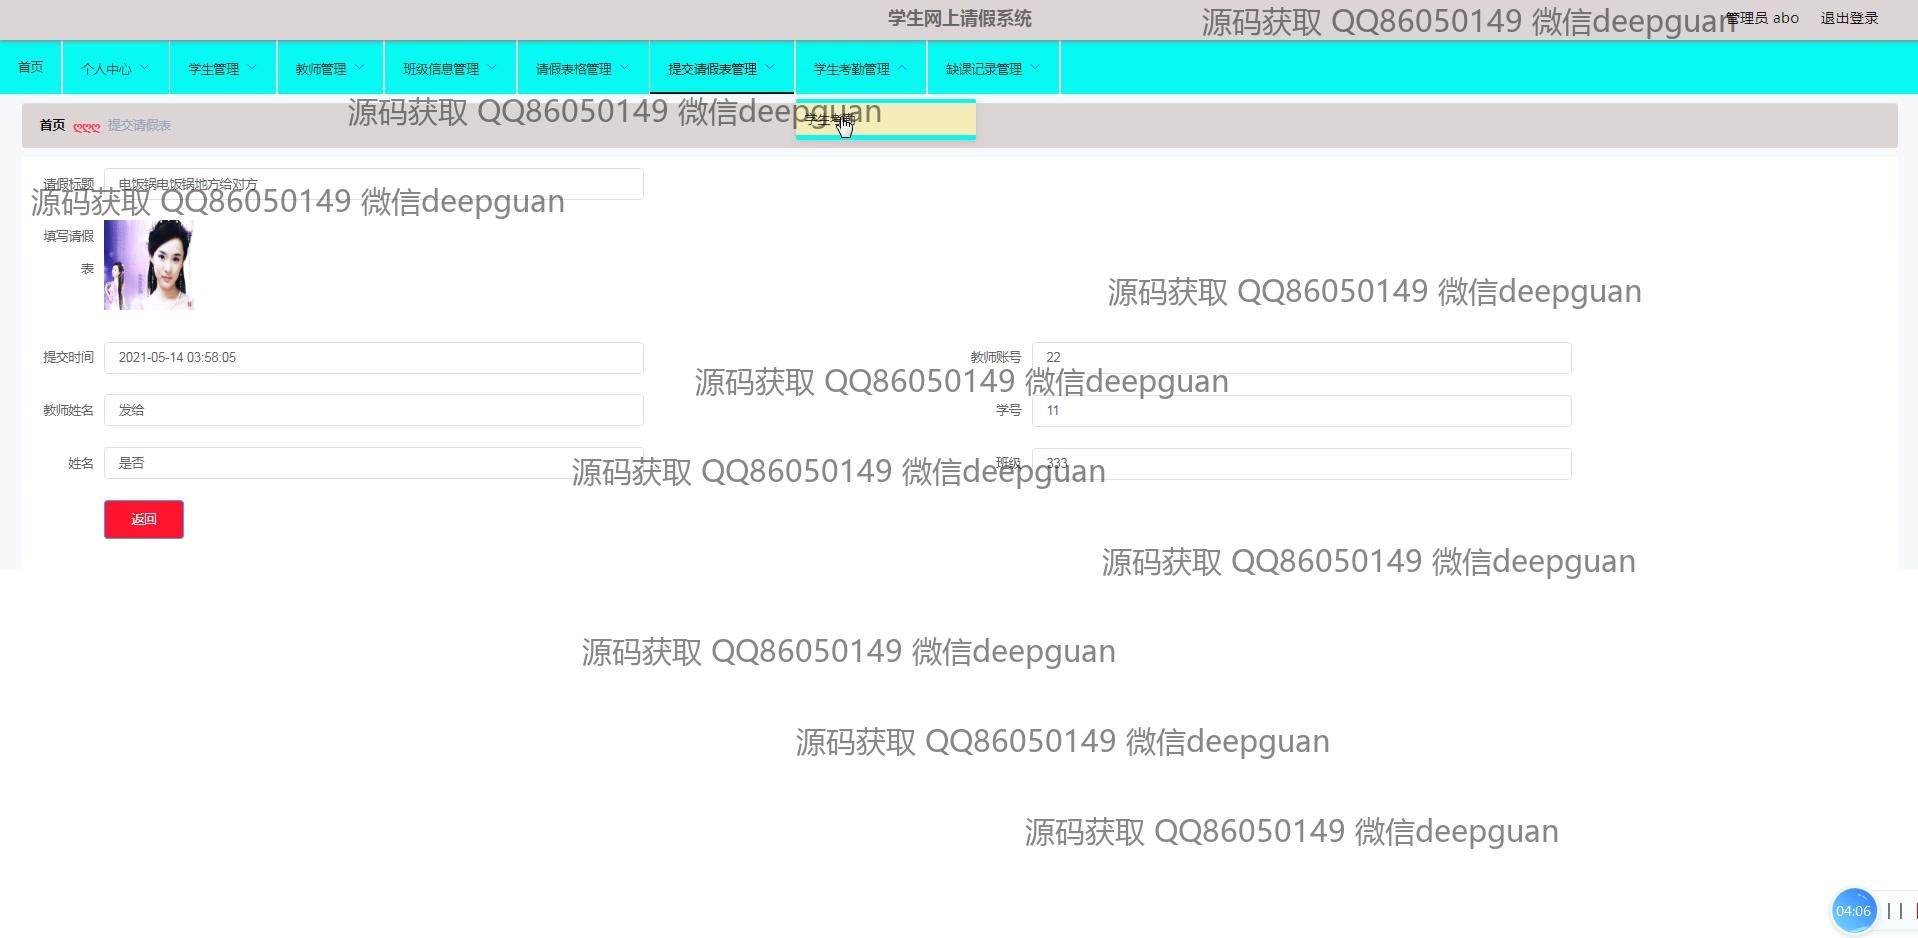 学生网上请假系统
源码获取 QQ86050149 微信deepguan
管理员 abo
退出登录
首页
个人中心
学生管理
教师管理
班级信息管理
请假表格管理
提交请假表管理
学生考勤管理
缺课记录管理
源码获取 QQ86050149 微信deepguan
学生考勤
首页
提交请假表
请假标题
电饭锅电饭锅地方给对方
源码获取 QQ86050149 微信deepguan
填写请假
表
源码获取 QQ86050149 微信deepguan
提交时间
2021-05-14 03:58:05
教师账号
22
源码获取 QQ86050149 微信deepguan
教师姓名
发给
学号
11
姓名
是否
班级
333
源码获取 QQ86050149 微信deepguan
返回
源码获取 QQ86050149 微信deepguan
源码获取 QQ86050149 微信deepguan
源码获取 QQ86050149 微信deepguan
源码获取 QQ86050149 微信deepguan
04:06